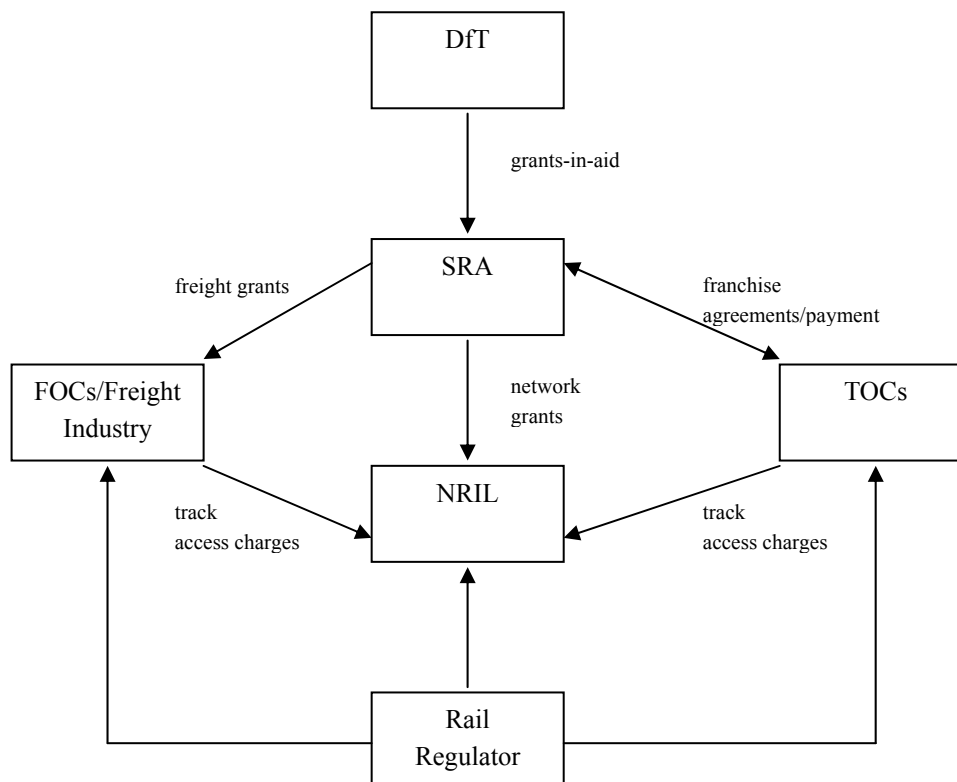 DfT
grants-in-aid
SRA
freight grants
franchise
agreements/payment
FOCs/Freight
Industry
network
grants
TOCs
NRIL
track
access charges
track
access charges
Rail
Regulator